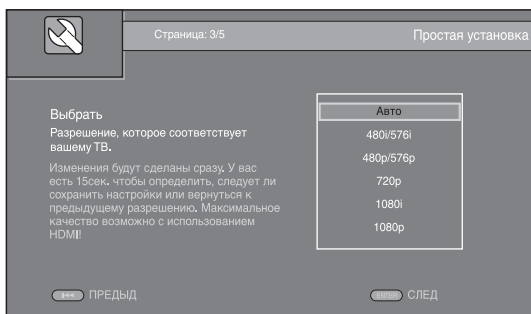 Страница: 3/5
Простая установка
Выбрать
Разрешение, которое соответствует
вашему ТВ.
Изменения будут сделаны сразу. У вас
есть 15сек. чтобы определить, следует ли
сохранить настройки или вернуться к
предыдущему разрешению. Максимальное
качество возможно с использованием
HDMI!
Авто
480i/576i
480p/576p
720p
1080i
1080p
ПРЕДЫД
ENTER СЛЕД